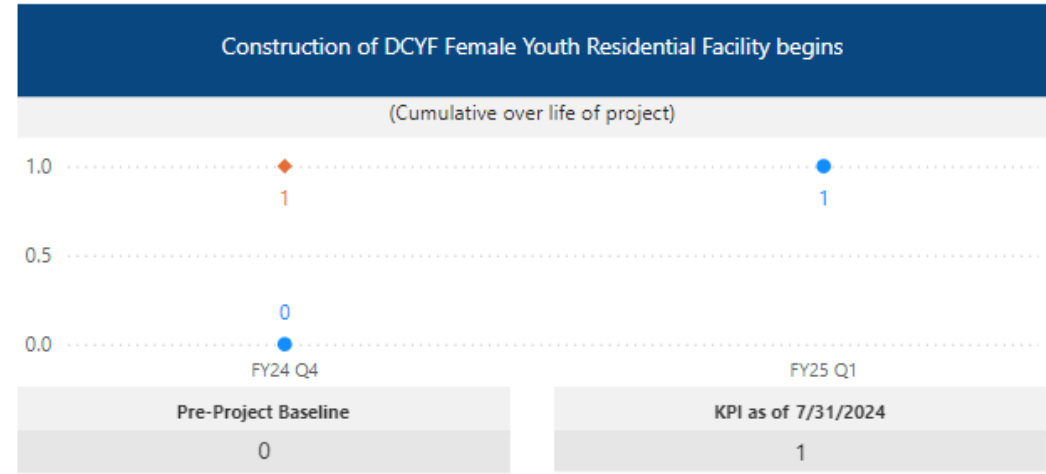 Construction of DCYF Female Youth Residential Facility begins
(Cumulative over life of project)
1.0
1
1
0.5
0
0.0
FY24 Q4
FY25 Q1
Pre-Project Baseline
KPI as of 7/31/2024
0
1